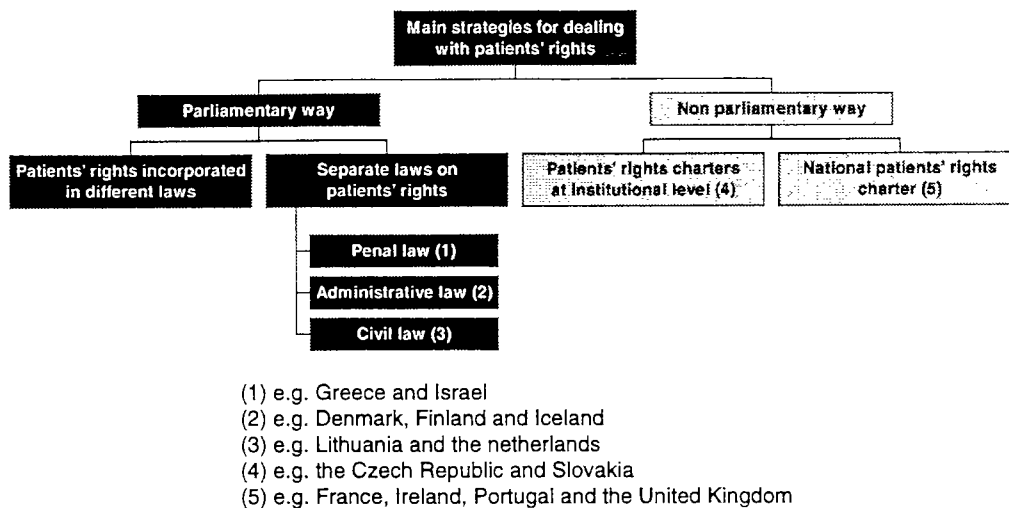 Main strategies for dealing
with patients' rights
Parliamentary way
Non parliamentary way
Patients' rights incorporated
in different laws
Separate laws on
patients' rights
Patients' rights charters
at Institutional level (4)
National patients' rights
charter (5)
Penal law (1)
Administrative law (2)
Civil law (3)
(1) e.g. Greece and Israel
(2) e.g. Denmark, Finland and Iceland
(3) e.g. Lithuania and the netherlands
(4) e.g. the Czech Republic and Slovakia
(5) e.g. France, Ireland, Portugal and the United Kingdom